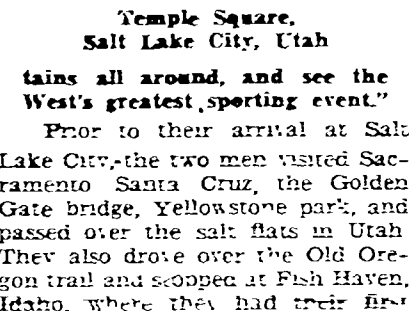 Temple Square,
Salt Lake City, Utah
tains all around, and see the
West's greatest sporting event."
Prior to their arrival at Salt
Lake City, the two men visited Sac-
ramento Santa Cruz, the Golden
Gate bridge, Yellowstone park, and
passed over the salt flats in Utah
They also drove over the Old Ore-
gon trail and stopped at Fish Haven,
Idaho, where they had their first